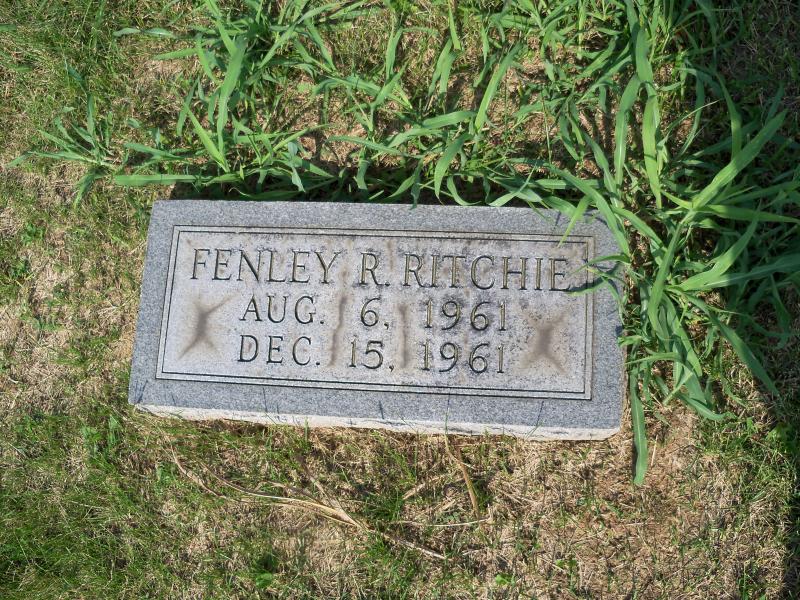 FENLEY R. RITCHIE
AUG. 6, 1961
DEC. 15, 1961